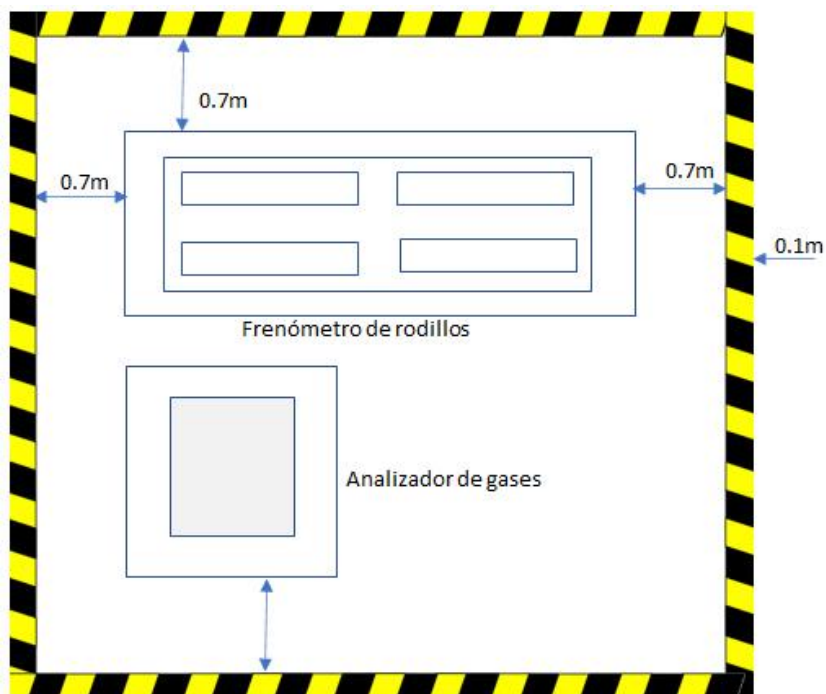 0.7m
0.7m
0.7m
0.1m
Frenómetro de rodillos
Analizador de gases